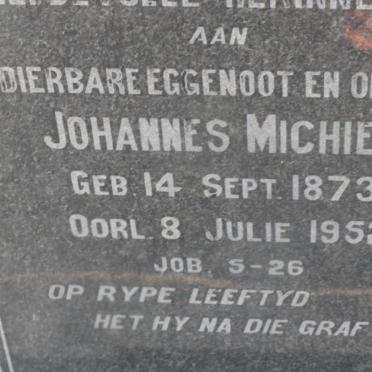 AAN
DIERBARE EGGENOOT EN
JOHANNES MICHIE
GEB 14 SEPT. 1873
OORL. 8 JULIE 195
JOB. 5-26
OP RYPE LEEFTYD
HET HY NA DIE GRAF